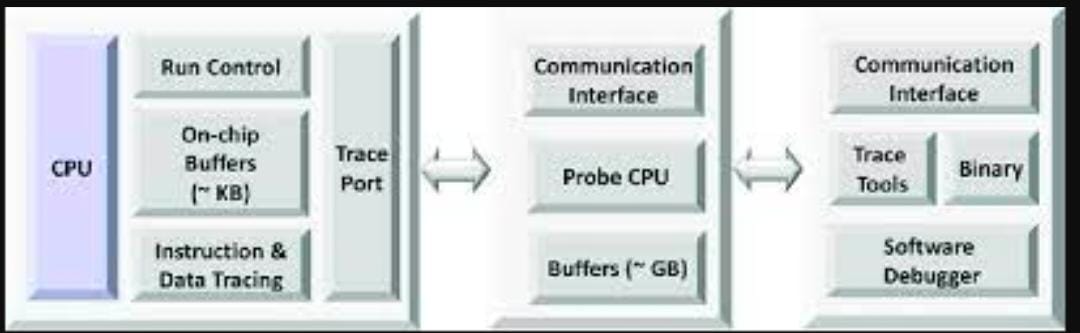 CPU
Run Control
On-chip
Buffers
(~ KB)
Instruction &
Data Tracing
Trace
Port
Communication
Interface
Probe CPU
Buffers (~ GB)
Communication
Interface
Trace
Tools
Binary
Software
Debugger